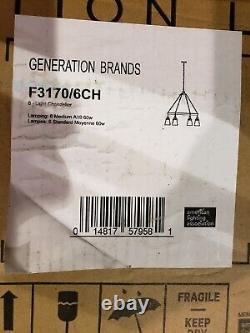 GENERATION BRANDS
F3170/6CH
6 - Light Chandelier
Lamping: 6 Medium A19 60w
Lampes: 6 Standard Moyenne 60w
american
lighting
association
0 14817 57958 1
FRAGILE
KEEP
DRY